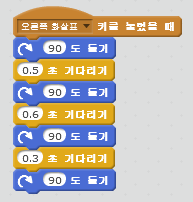 오른쪽 화살표 키를 눌렀을 때
90 도 돌기
0.5 초 기다리기
90 도 돌기
0.6 초 기다리기
90 도 돌기
0.3 초 기다리기
90 도 돌기